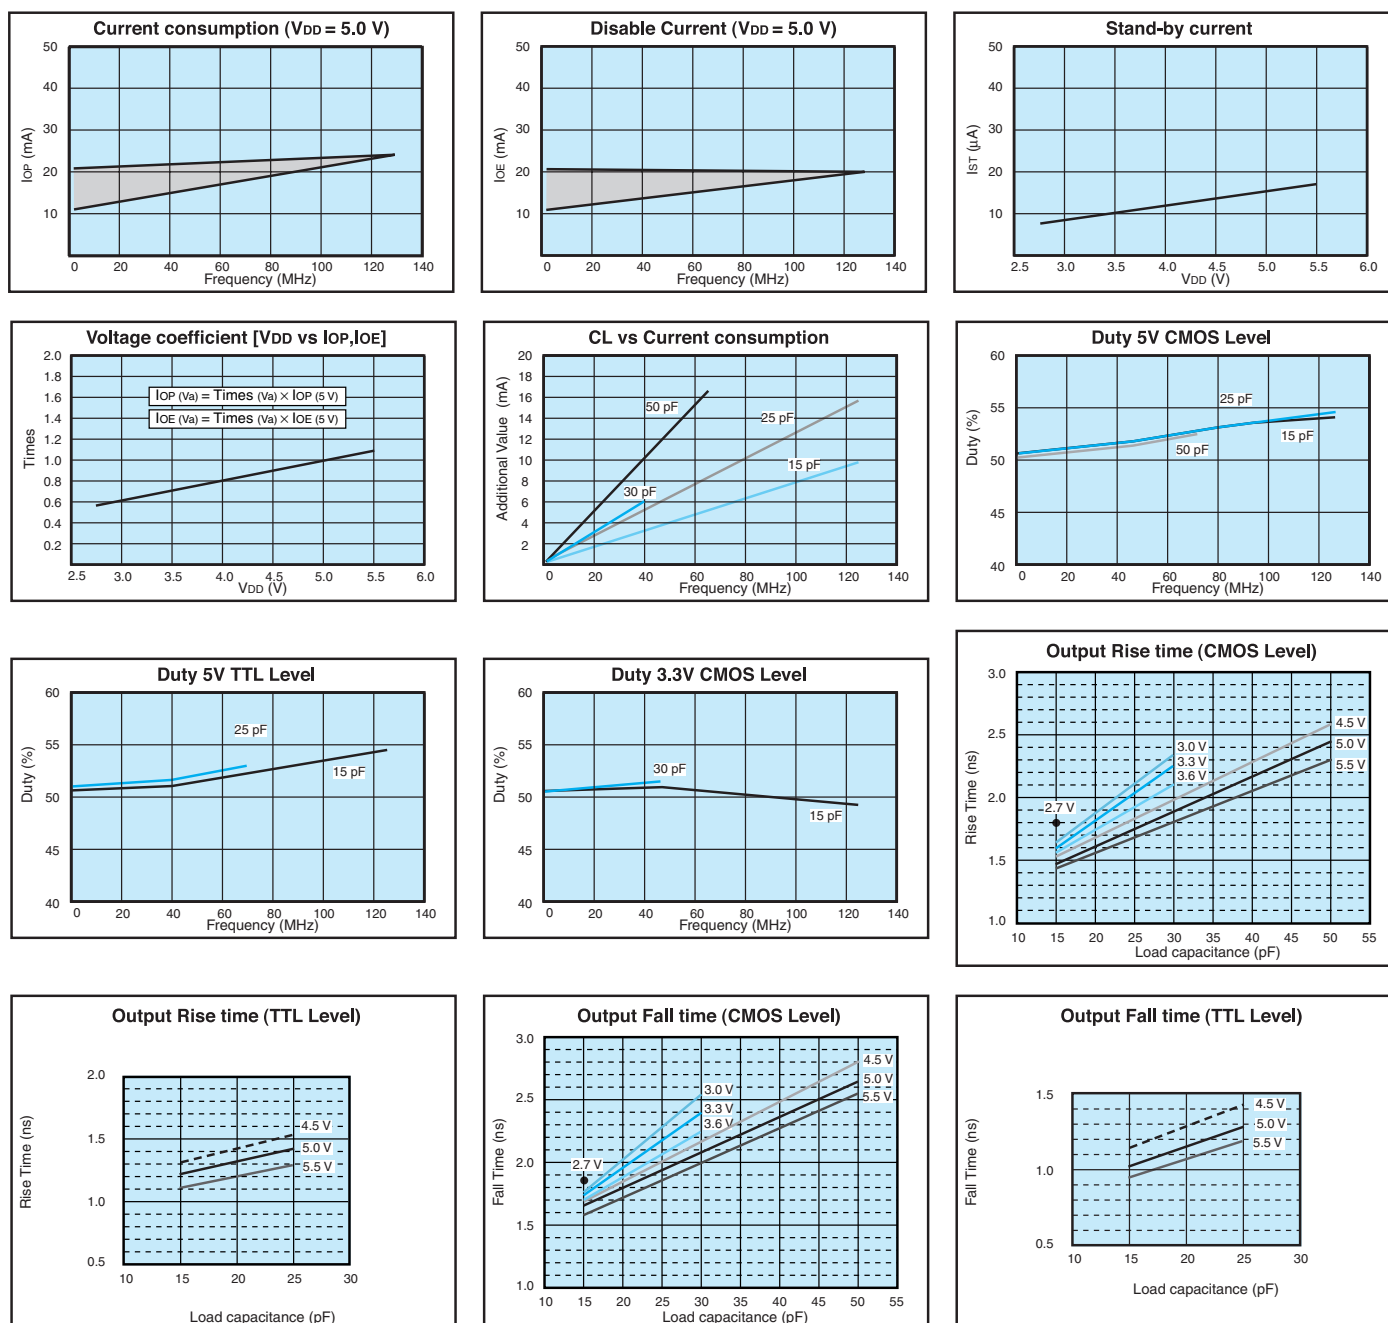 Current consumption (VDD = 5.0 V)
50
40
30
20
10
IOP (mA)
0 20 40 60 80 100 120 140
Frequency (MHz)
Disable Current (VDD = 5.0 V)
50
40
30
20
10
IOE (mA)
0 20 40 60 80 100 120 140
Frequency (MHz)
Stand-by current
50
40
30
20
10
IST (µA)
2.5 3.0 3.5 4.0 4.5 5.0 5.5 6.0
VDD (V)
Voltage coefficient [VDD vs IOP,IOE]
2.0
1.8
1.6
1.4
1.2
1.0
0.8
0.6
0.4
0.2
Times
IOP (Va) = Times (Va) × IOP (5 V)
IOE (Va) = Times (Va) × IOE (5 V)
2.5 3.0 3.5 4.0 4.5 5.0 5.5 6.0
VDD (V)
CL vs Current consumption
20
18
16
14
12
10
8
6
4
2
Additional Value (mA)
50 pF
25 pF
15 pF
30 pF
0 20 40 60 80 100 120 140
Frequency (MHz)
Duty 5V CMOS Level
60
55
50
45
40
Duty (%)
25 pF
15 pF
50 pF
0 20 40 60 80 100 120 140
Frequency (MHz)
Duty 5V TTL Level
60
55
50
45
40
Duty (%)
25 pF
15 pF
0 20 40 60 80 100 120 140
Frequency (MHz)
Duty 3.3V CMOS Level
60
55
50
45
40
Duty (%)
30 pF
15 pF
0 20 40 60 80 100 120 140
Frequency (MHz)
Output Rise time (CMOS Level)
3.0
2.5
2.0
1.5
1.0
Rise Time (ns)
4.5 V
5.0 V
5.5 V
3.0 V
3.3 V
3.6 V
2.7 V
10 15 20 25 30 35 40 45 50 55
Load capacitance (pF)
Output Rise time (TTL Level)
2.0
1.5
1.0
0.5
Rise Time (ns)
4.5 V
5.0 V
5.5 V
10 15 20 25 30
Load capacitance (pF)
Output Fall time (CMOS Level)
3.0
2.5
2.0
1.5
1.0
Fall Time (ns)
4.5 V
5.0 V
5.5 V
3.0 V
3.3 V
3.6 V
2.7 V
10 15 20 25 30 35 40 45 50 55
Load capacitance (pF)
Output Fall time (TTL Level)
1.5
1.0
0.5
Fall Time (ns)
4.5 V
5.0 V
5.5 V
10 15 20 25 30
Load capacitance (pF)